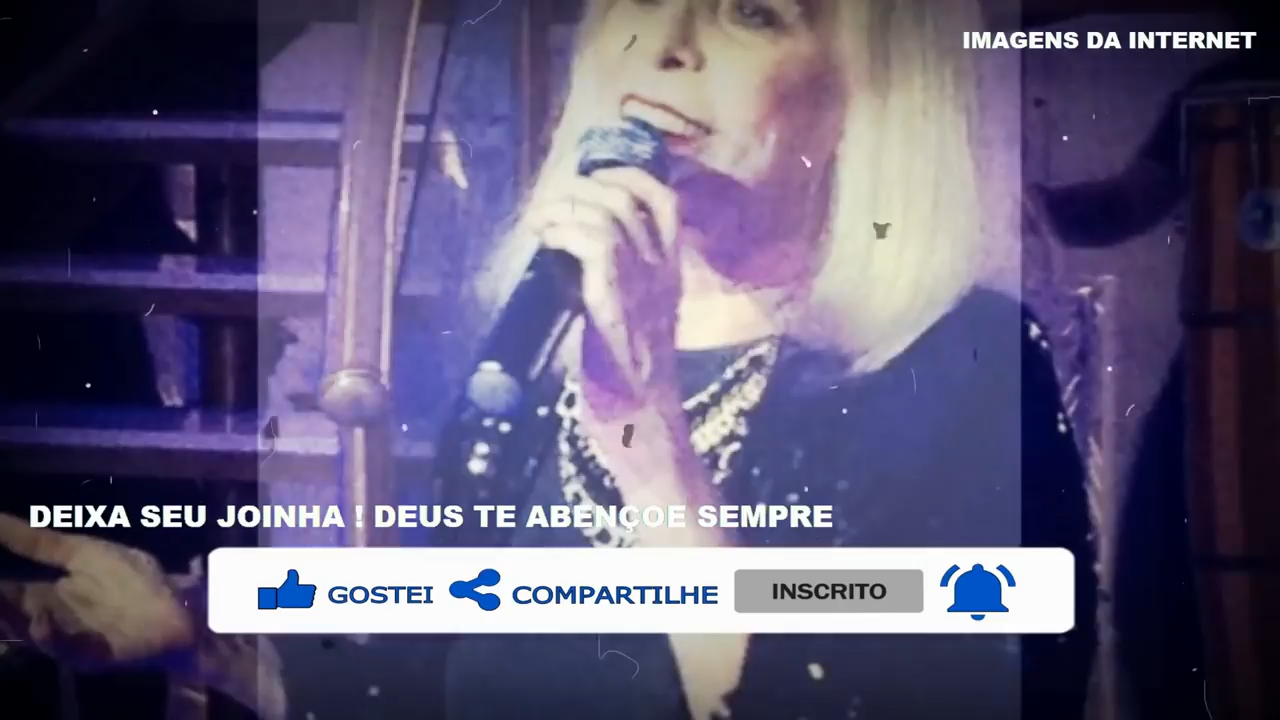 IMAGENS DA INTERNET
DEIXA SEU JOINHA ! DEUS TE ABENÇOE SEMPRE
GOSTEI COMPARTILHE INSCRITO